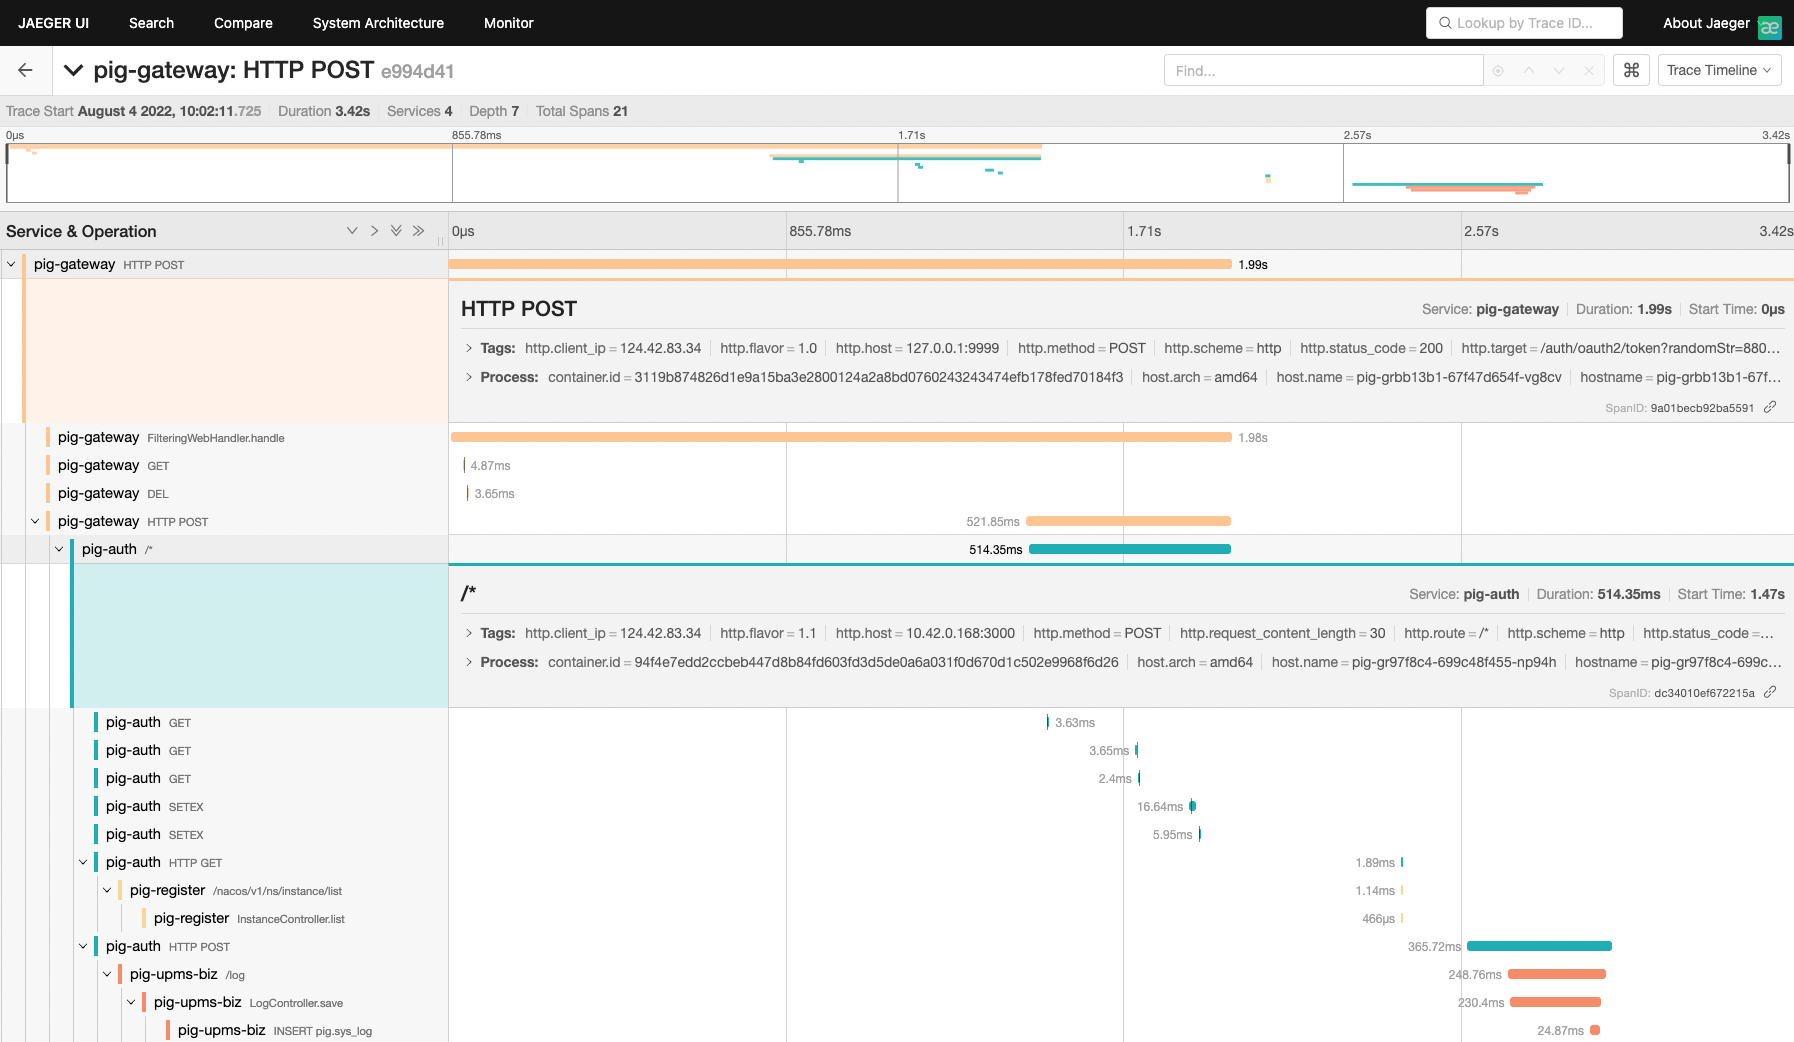 JAEGER UI Search Compare System Architecture Monitor Lookup by Trace ID... About Jaeger æ
pig-gateway: HTTP POST e994d41 Find... ⌘ Trace Timeline
Trace Start August 4 2022, 10:02:11.725 Duration 3.42s Services 4 Depth 7 Total Spans 21
0μs 855.78ms 1.71s 2.57s 3.42s
Service & Operation 0μs 855.78ms 1.71s 2.57s 3.42s
pig-gateway HTTP POST 1.99s
HTTP POST Service: pig-gateway Duration: 1.99s Start Time: 0μs
Tags: http.client_ip = 124.42.83.34 http.flavor = 1.0 http.host = 127.0.0.1:9999 http.method = POST http.scheme = http http.status_code = 200 http.target = /auth/oauth2/token?randomStr=880...
Process: container.id = 3119b874826d1e9a15ba3e2800124a2a8bd0760243243474efb178fed70184f3 host.arch = amd64 host.name = pig-grbb13b1-67f47d654f-vg8cv hostname = pig-grbb13b1-67f...
SpanID: 9a01becb92ba5591
pig-gateway FilteringWebHandler.handle 1.98s
pig-gateway GET 4.87ms
pig-gateway DEL 3.65ms
pig-gateway HTTP POST 521.85ms
pig-auth /* 514.35ms
/* Service: pig-auth Duration: 514.35ms Start Time: 1.47s
Tags: http.client_ip = 124.42.83.34 http.flavor = 1.1 http.host = 10.42.0.168:3000 http.method = POST http.request_content_length = 30 http.route = /* http.scheme = http http.status_code =...
Process: container.id = 94f4e7edd2ccbeb447d8b84fd603fd3d5de0a6a031f0d670d1c502e9968f6d26 host.arch = amd64 host.name = pig-gr97f8c4-699c48f455-np94h hostname = pig-gr97f8c4-699c...
SpanID: dc34010ef672215a
pig-auth GET 3.63ms
pig-auth GET 3.65ms
pig-auth GET 2.4ms
pig-auth SETEX 16.64ms
pig-auth SETEX 5.95ms
pig-auth HTTP GET 1.89ms
pig-register /nacos/v1/ns/instance/list 1.14ms
pig-register InstanceController.list 466μs
pig-auth HTTP POST 365.72ms
pig-upms-biz /log 248.76ms
pig-upms-biz LogController.save 230.4ms
pig-upms-biz INSERT pig.sys_log 24.87ms